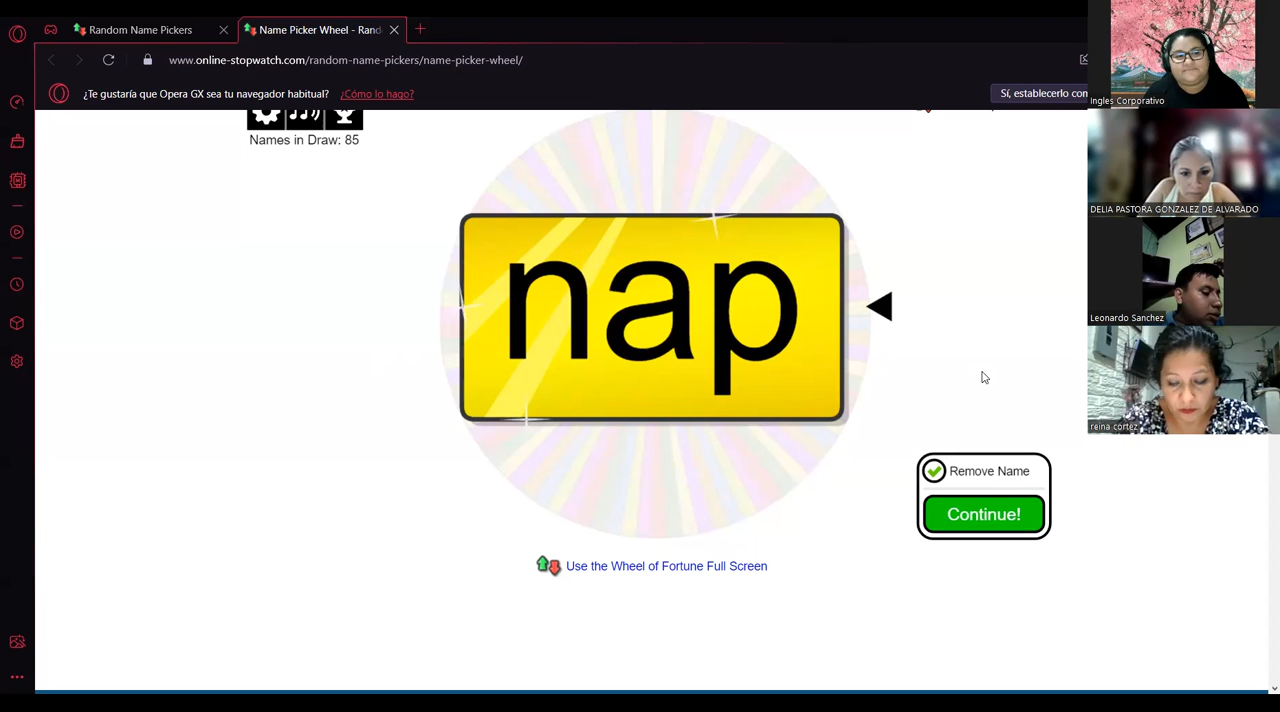 Random Name Pickers
Name Picker Wheel - Rand
www.online-stopwatch.com/random-name-pickers/name-picker-wheel/
¿Te gustaría que Opera GX sea tu navegador habitual? ¿Cómo lo hago?
Sí, establecerlo com
Names in Draw: 85
nap
Remove Name
Continue!
Use the Wheel of Fortune Full Screen
Ingles Corporativo
DELIA PASTORA GONZALEZ DE ALVARADO
Leonardo Sanchez
reina cortez